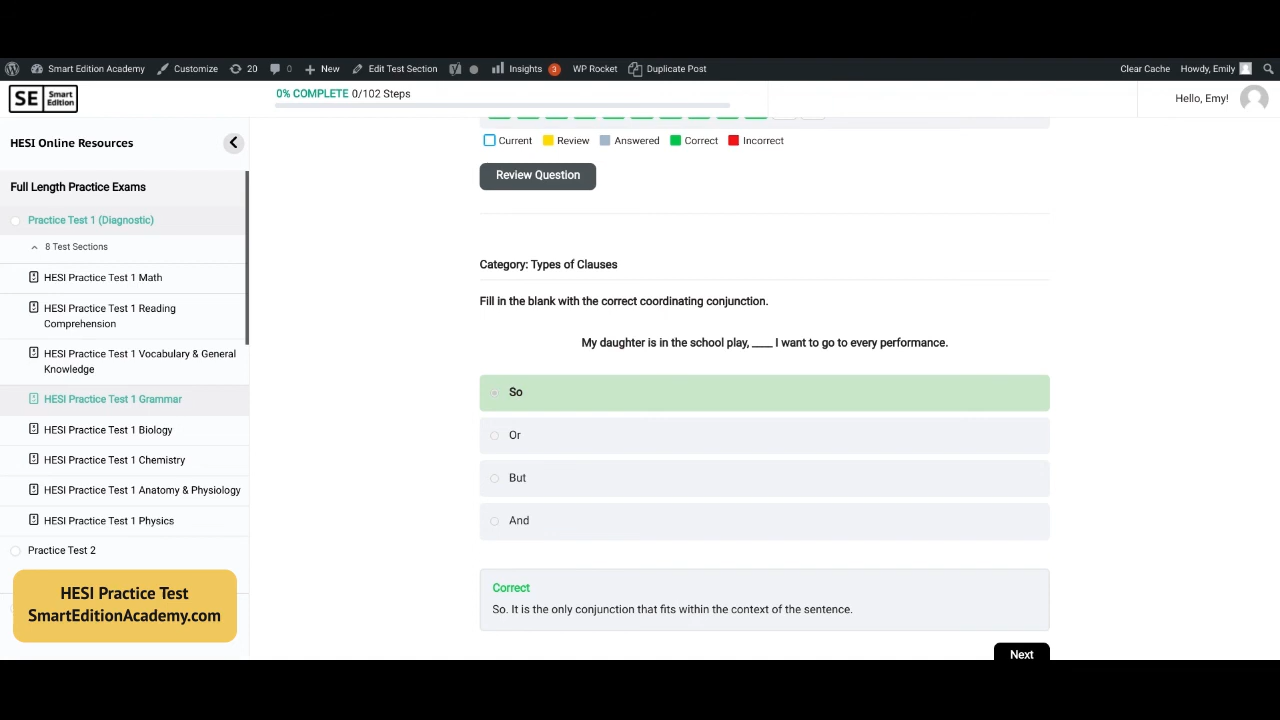 Smart Edition Academy Customize 20 0 New Edit Test Section Insights 3 WP Rocket Duplicate Post Clear Cache Howdy, Emily
SE Smart Edition
0% COMPLETE 0/102 Steps
Hello, Emy!
HESI Online Resources
Full Length Practice Exams
Practice Test 1 (Diagnostic)
8 Test Sections
HESI Practice Test 1 Math
HESI Practice Test 1 Reading
Comprehension
HESI Practice Test 1 Vocabulary & General
Knowledge
HESI Practice Test 1 Grammar
HESI Practice Test 1 Biology
HESI Practice Test 1 Chemistry
HESI Practice Test 1 Anatomy & Physiology
HESI Practice Test 1 Physics
Practice Test 2
HESI Practice Test
SmartEditionAcademy.com
Current Review Answered Correct Incorrect
Review Question
Category: Types of Clauses
Fill in the blank with the correct coordinating conjunction.
My daughter is in the school play, ____ I want to go to every performance.
So
Or
But
And
Correct
So. It is the only conjunction that fits within the context of the sentence.
Next